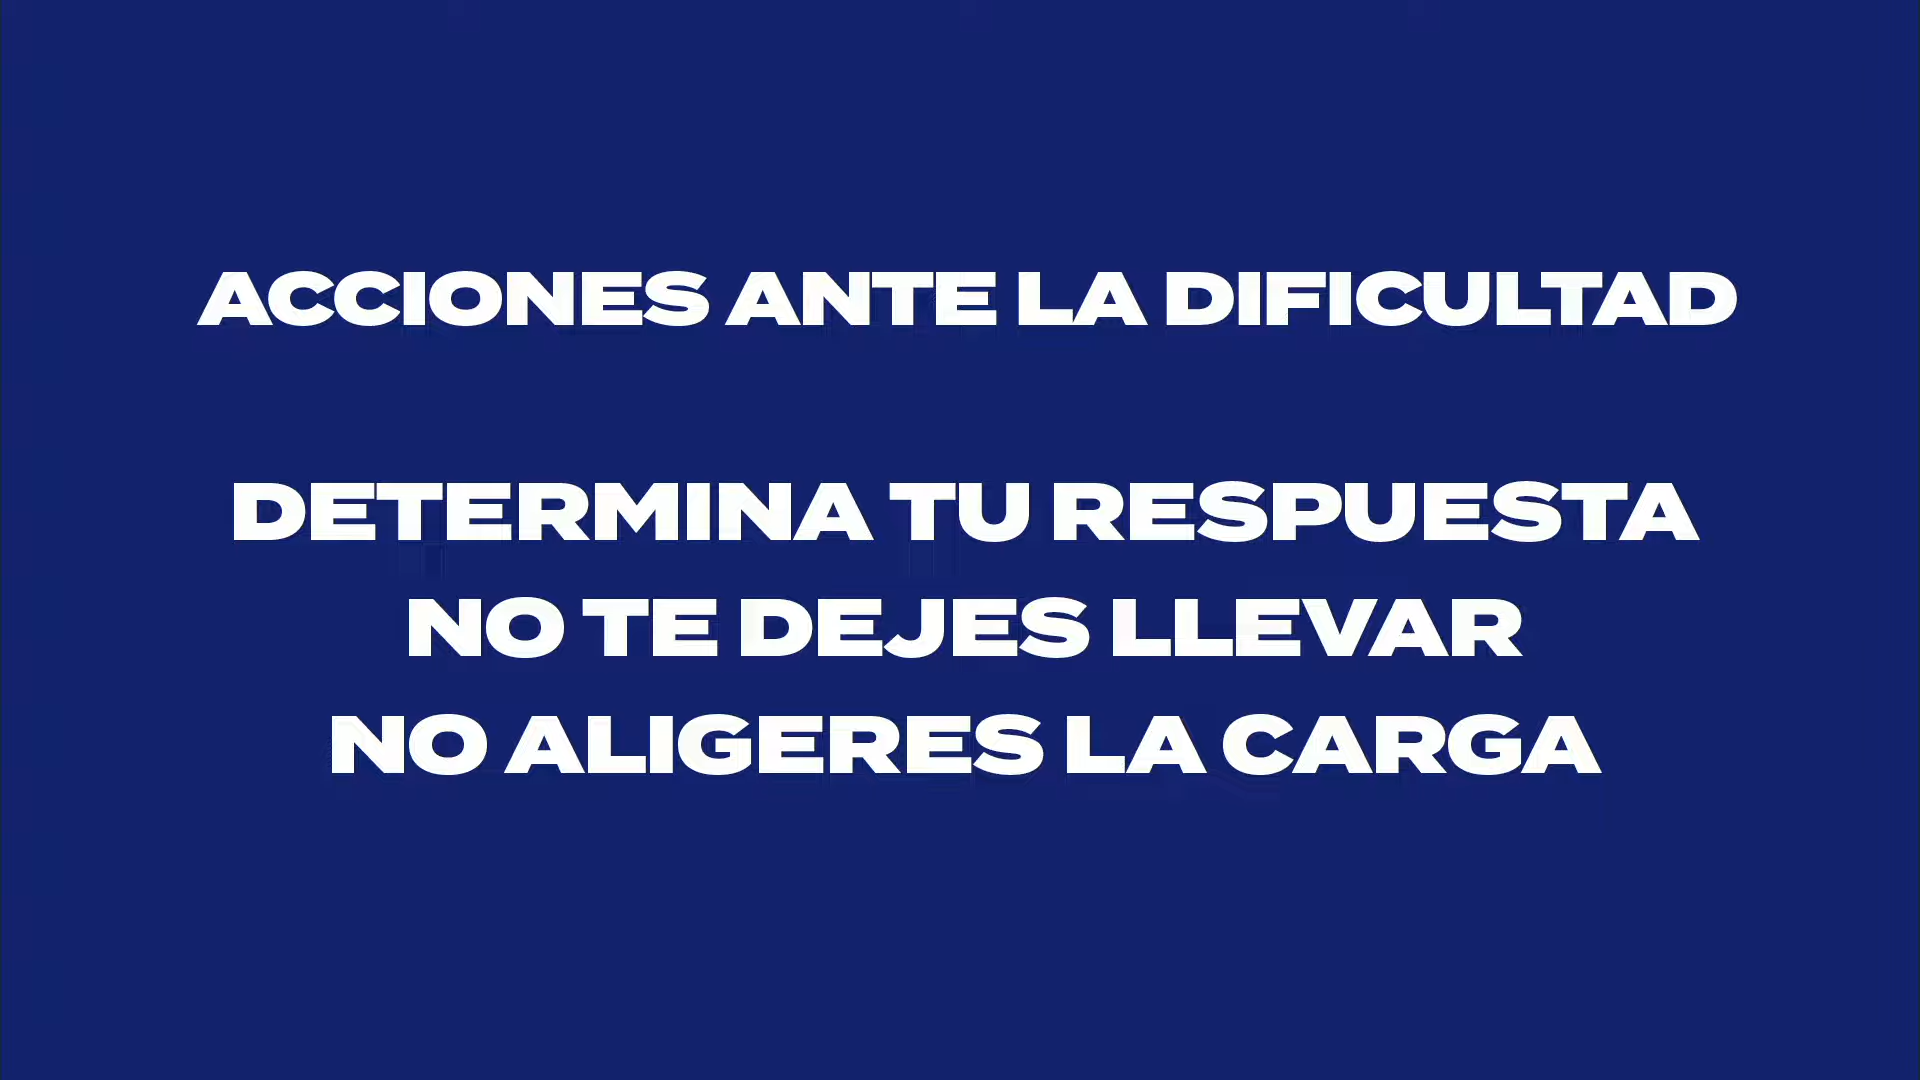 ACCIONES ANTE LA DIFICULTAD
DETERMINA TU RESPUESTA
NO TE DEJES LLEVAR
NO ALIGERES LA CARGA